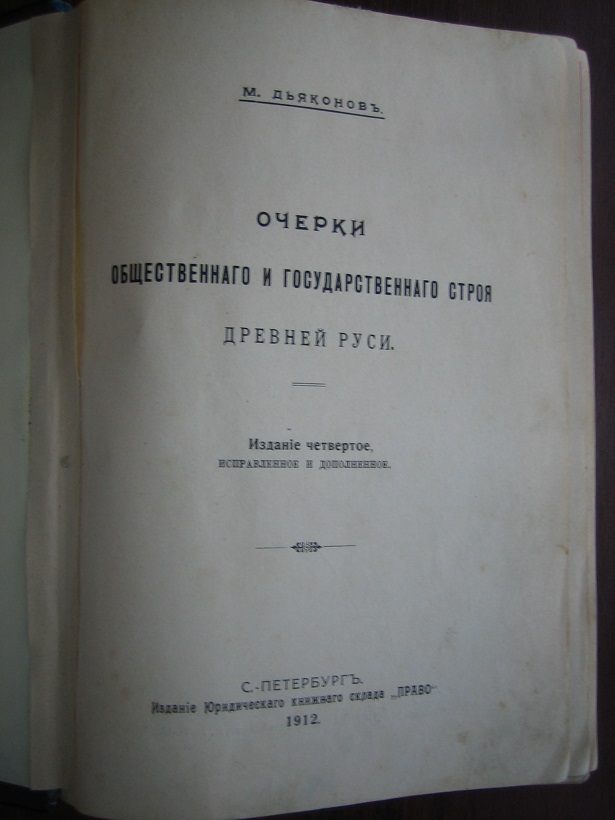 М. ДЬЯКОНОВЪ.
ОЧЕРКИ
ОБЩЕСТВЕННАГО И ГОСУДАРСТВЕННАГО СТРОЯ
ДРЕВНЕЙ РУСИ.
Изданіе четвертое,
ИСПРАВЛЕННОЕ И ДОПОЛНЕННОЕ.
С.-ПЕТЕРБУРГЪ.
Изданіе Юридическаго книжнаго склада „ПРАВО“
1912.